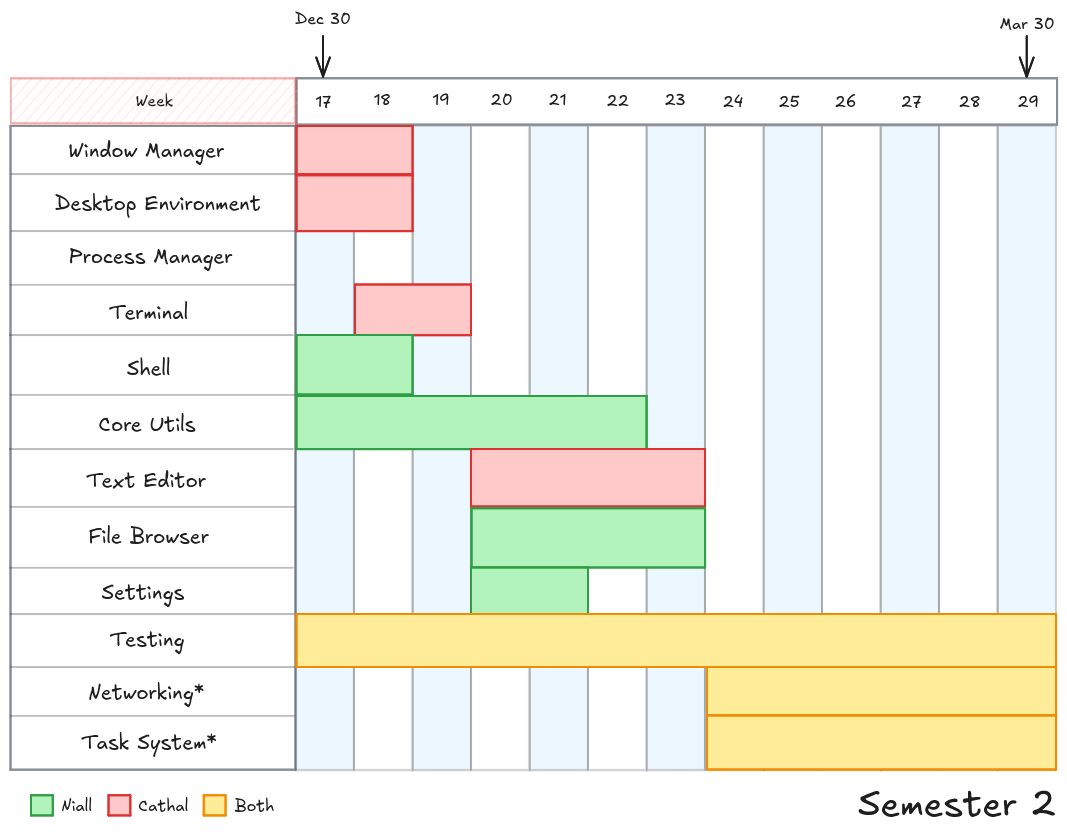 Dec 30
Mar 30
Week 17 18 19 20 21 22 23 24 25 26 27 28 29
Window Manager
Desktop Environment
Process Manager
Terminal
Shell
Core Utils
Text Editor
File Browser
Settings
Testing
Networking*
Task System*
Niall Cathal Both
Semester 2